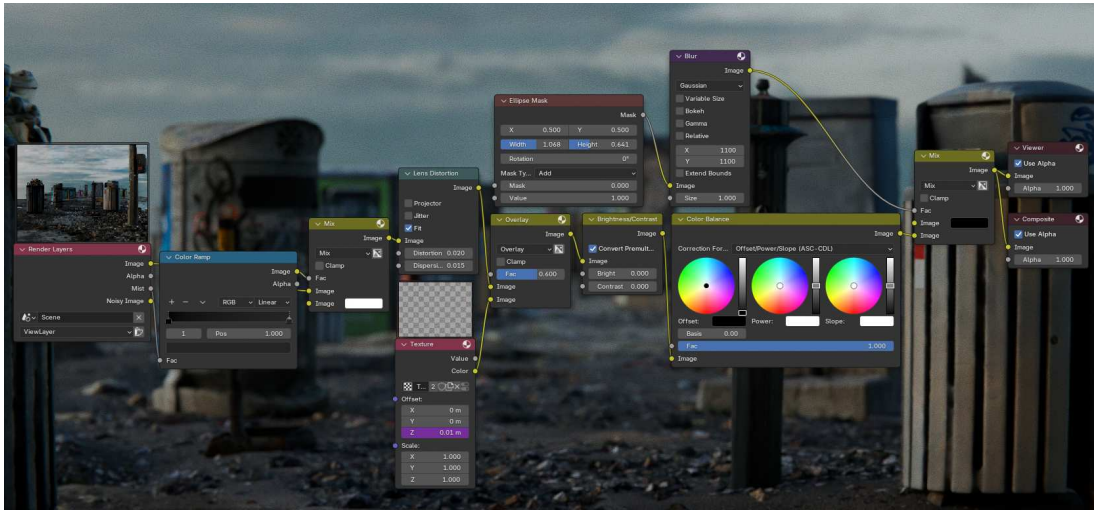 Render Layers
Image
Alpha
Mist
Noisy Image
Scene
ViewLayer
Color Ramp
Image
Alpha
RGB
Linear
1
Pos
1.000
Fac
Mix
Image
Mix
Clamp
Fac
Image
Image
Lens Distortion
Image
Projector
Jitter
Fit
Image
Distortion 0.020
Dispersi... 0.015
Texture
Value
Color
T...
2
Offset:
X 0 m
Y 0 m
Z 0.01 m
Scale:
X 1.000
Y 1.000
Z 1.000
Ellipse Mask
Mask
X 0.500 Y 0.500
Width 1.068 Height 0.641
Rotation 0°
Mask Ty... Add
Mask 0.000
Value 1.000
Overlay
Image
Overlay
Clamp
Fac 0.600
Image
Image
Brightness/Contrast
Image
Convert Premult...
Image
Bright 0.000
Contrast 0.000
Blur
Image
Gaussian
Variable Size
Bokeh
Gamma
Relative
X 1100
Y 1100
Extend Bounds
Image
Size 1.000
Color Balance
Image
Correction For... Offset/Power/Slope (ASC-CDL)
Offset: Power: Slope:
Basis 0.00
Fac 1.000
Image
Mix
Image
Mix
Clamp
Fac
Image
Image
Viewer
Use Alpha
Image
Alpha 1.000
Composite
Use Alpha
Image
Alpha 1.000